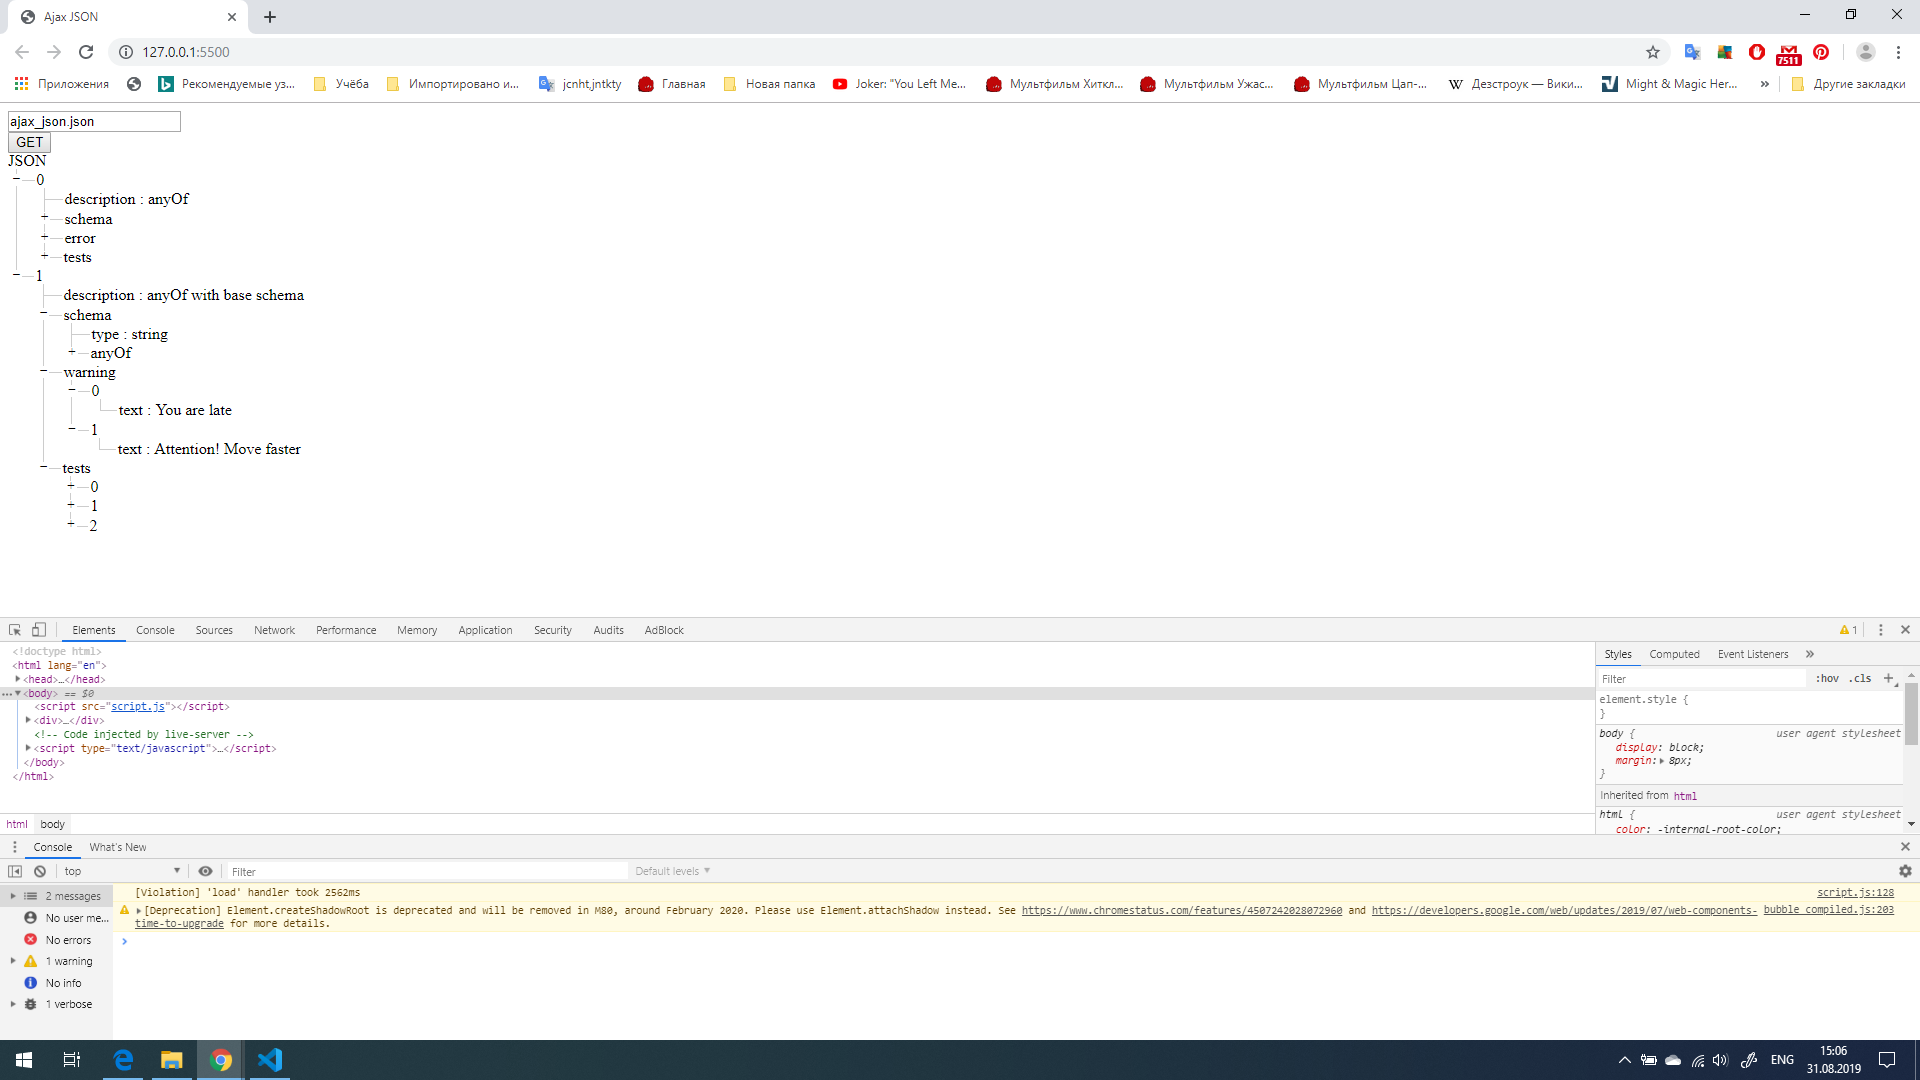 Ajax JSON
127.0.0.1:5500
7511
Приложения
Рекомендуемые уз...
Учёба
Импортировано и...
jcnht,jntkty
Главная
Новая папка
Joker: "You Left Me...
Мультфильм Хиткл...
Мультфильм Ужас...
Мультфильм Цап-...
Дезстроук — Вики...
Might & Magic Her...
»
Другие закладки
ajax_json.json
GET
JSON
0
description : anyOf
schema
error
tests
1
description : anyOf with base schema
schema
type : string
anyOf
warning
0
text : You are late
1
text : Attention! Move faster
tests
0
1
2
Elements Console Sources Network Performance Memory Application Security Audits AdBlock
1
<!doctype html>
<html lang="en">
<head>…</head>
<body> == $0
<script src="script.js"></script>
<div>…</div>
<!-- Code injected by live-server -->
<script type="text/javascript">…</script>
</body>
</html>
html body
Styles Computed Event Listeners »
Filter :hov .cls +
element.style {
}
body { user agent stylesheet
display: block;
margin: 8px;
}
Inherited from html
html { user agent stylesheet
color: -internal-root-color;
Console What's New
top Filter Default levels
2 messages
No user me...
No errors
1 warning
No info
1 verbose
[Violation] 'load' handler took 2562ms script.js:128
[Deprecation] Element.createShadowRoot is deprecated and will be removed in M80, around February 2020. Please use Element.attachShadow instead. See https://www.chromestatus.com/features/4507242028072960 and https://developers.google.com/web/updates/2019/07/web-components- bubble_compiled.js:203
time-to-upgrade for more details.
ENG
15:06
31.08.2019